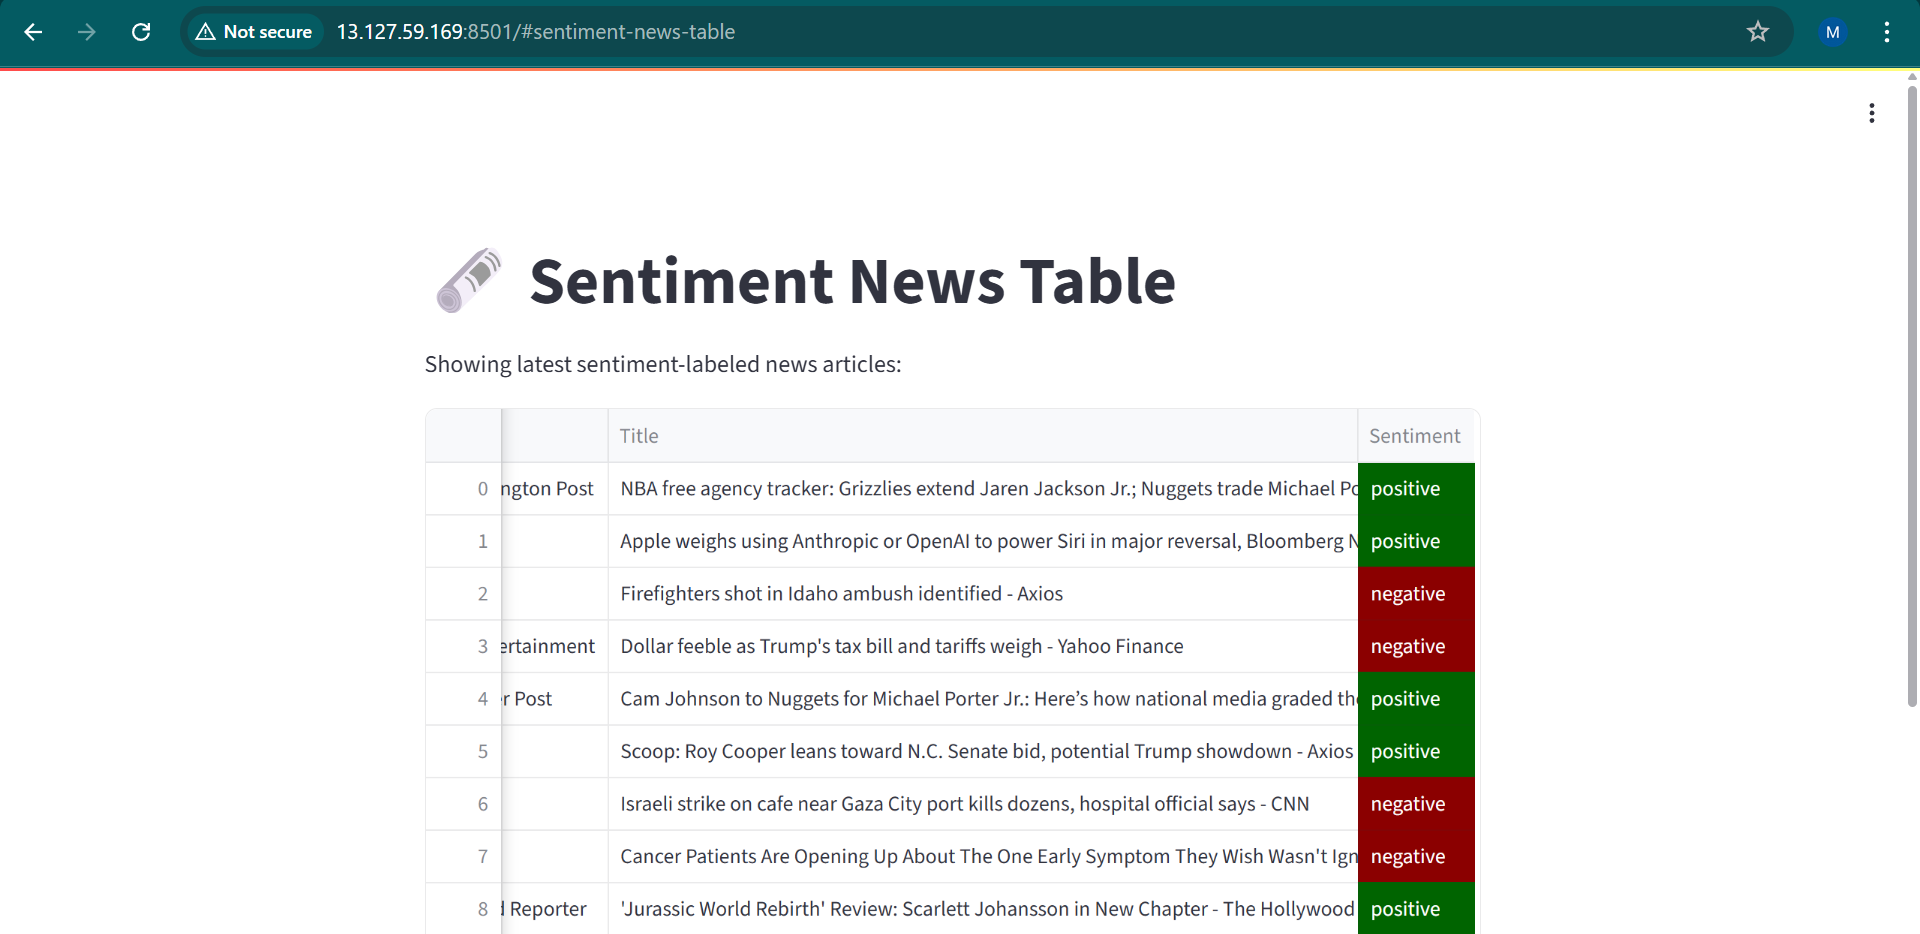 Not secure 13.127.59.169:8501/#sentiment-news-table M
Sentiment News Table
Showing latest sentiment-labeled news articles:
Title Sentiment
0 ngton Post NBA free agency tracker: Grizzlies extend Jaren Jackson Jr.; Nuggets trade Michael Po positive
1 Apple weighs using Anthropic or OpenAI to power Siri in major reversal, Bloomberg N positive
2 Firefighters shot in Idaho ambush identified - Axios negative
3 ertainment Dollar feeble as Trump's tax bill and tariffs weigh - Yahoo Finance negative
4 r Post Cam Johnson to Nuggets for Michael Porter Jr.: Here’s how national media graded the positive
5 Scoop: Roy Cooper leans toward N.C. Senate bid, potential Trump showdown - Axios positive
6 Israeli strike on cafe near Gaza City port kills dozens, hospital official says - CNN negative
7 Cancer Patients Are Opening Up About The One Early Symptom They Wish Wasn't Ign negative
8 d Reporter 'Jurassic World Rebirth' Review: Scarlett Johansson in New Chapter - The Hollywood positive